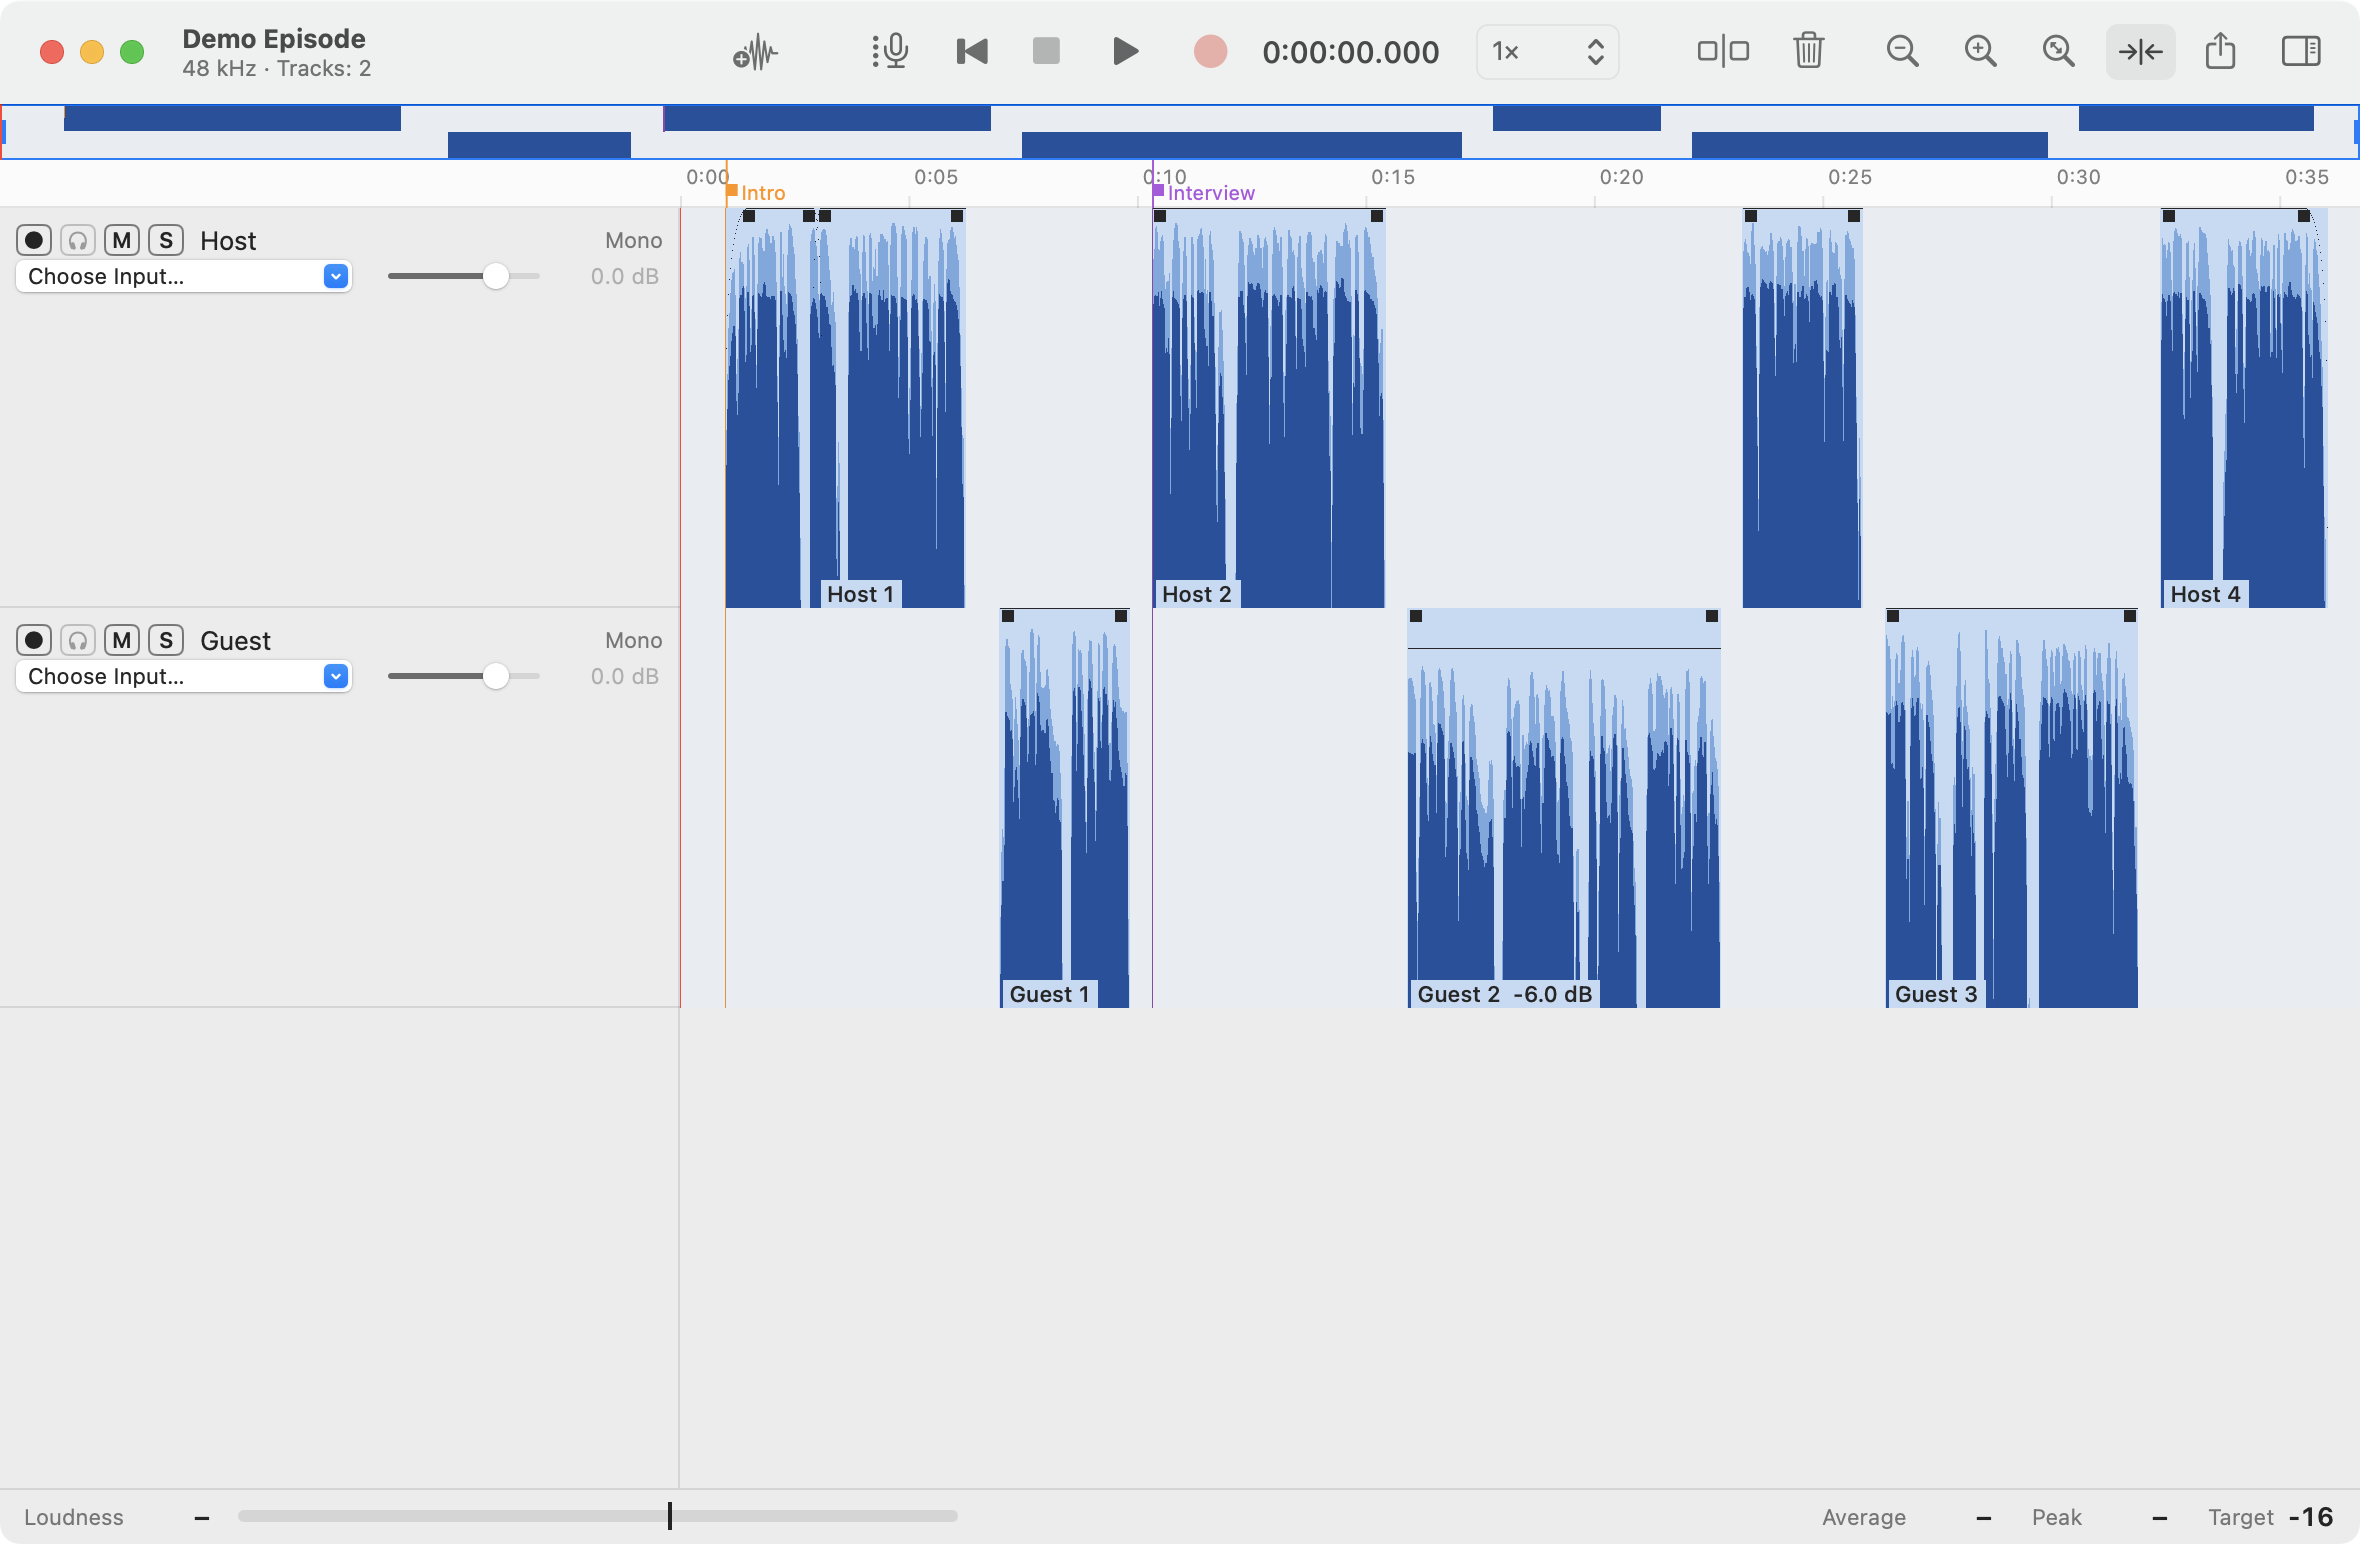 Demo Episode
48 kHz · Tracks: 2
0:00:00.000
1×
0:00
0:05
0:10
0:15
0:20
0:25
0:30
0:35
Intro
Interview
M S Host Mono
Choose Input... 0.0 dB
Host 1
Host 2
Host 4
M S Guest Mono
Choose Input... 0.0 dB
Guest 1
Guest 2 -6.0 dB
Guest 3
Loudness – Average – Peak – Target -16